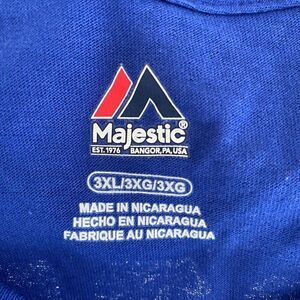 Majestic®
EST. 1976 BANGOR, PA, USA
3XL/3XG/3XG
MADE IN NICARAGUA
HECHO EN NICARAGUA
FABRIQUE AU NICARAGUA